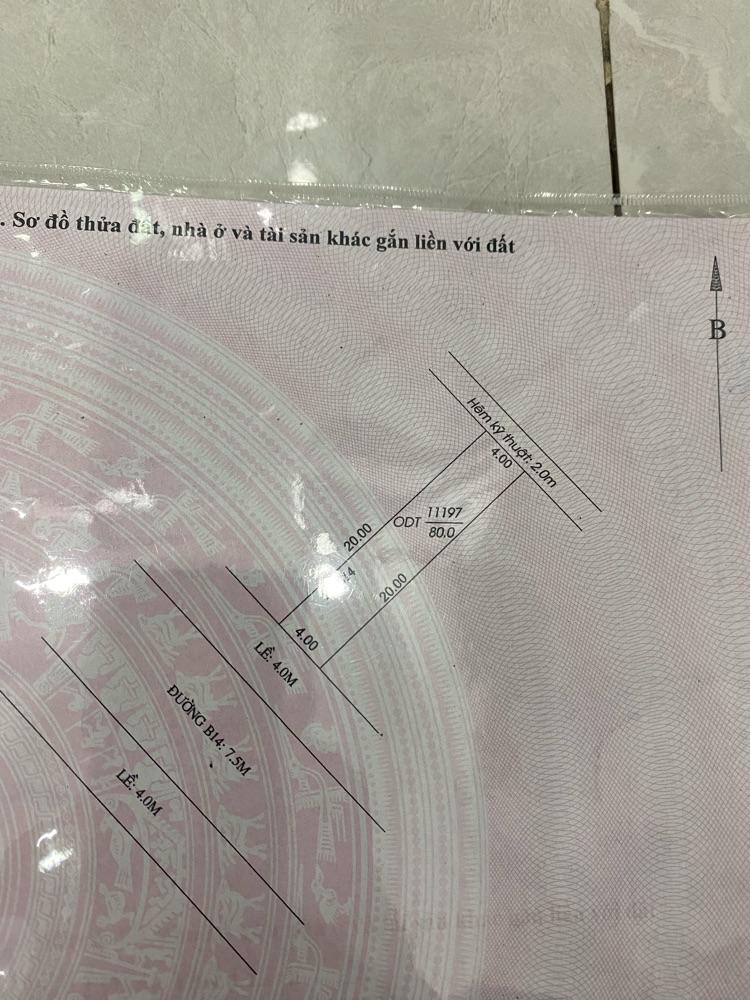 . Sơ đồ thửa đất, nhà ở và tài sản khác gắn liền với đất
B
Hẻm kỹ thuật: 2.0m
4.00
ODT 11197
80.0
20.00
20.00
4.00
LỀ: 4.0M
ĐƯỜNG B14: 7.5M
LỀ: 4.0M